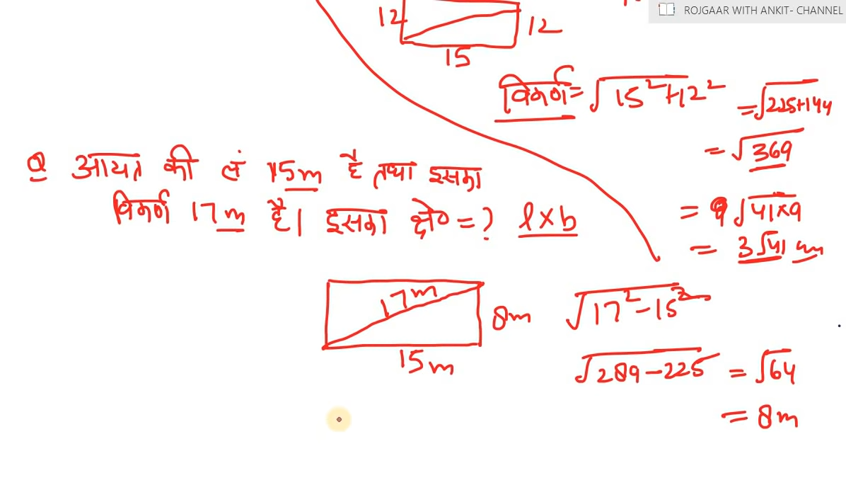 ROJGAAR WITH ANKIT- CHANNEL
12
12
15
विकर्ण = √15²+12² = √225+144
= √369
= 9√41×9
= 3√41 cm
Q आयत की लं 15m है तथा इसका
विकर्ण 17m है। इसका क्षे० = ? l×b
17m
8m
15m
√17²-15²
√289-225 = √64
= 8m